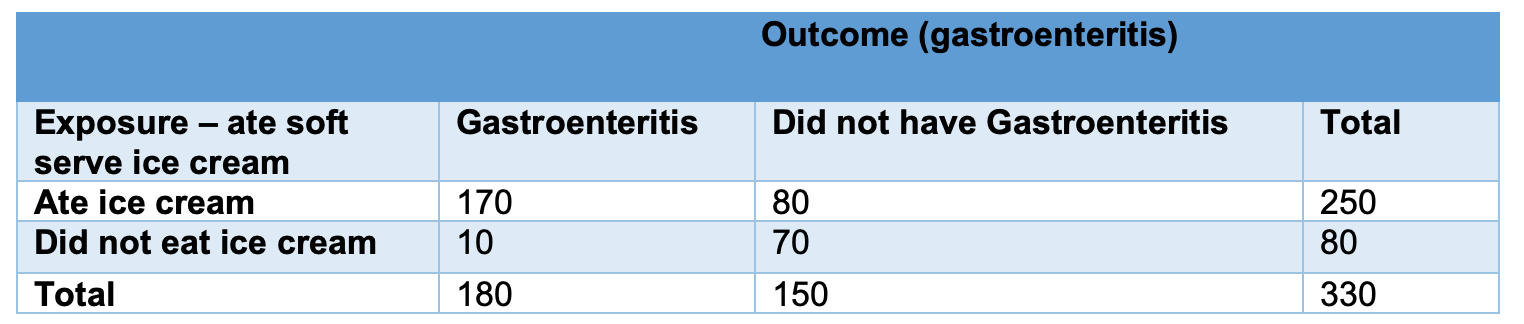 Outcome (gastroenteritis)
Exposure – ate soft Gastroenteritis Did not have Gastroenteritis Total
serve ice cream
Ate ice cream 170 80 250
Did not eat ice cream 10 70 80
Total 180 150 330